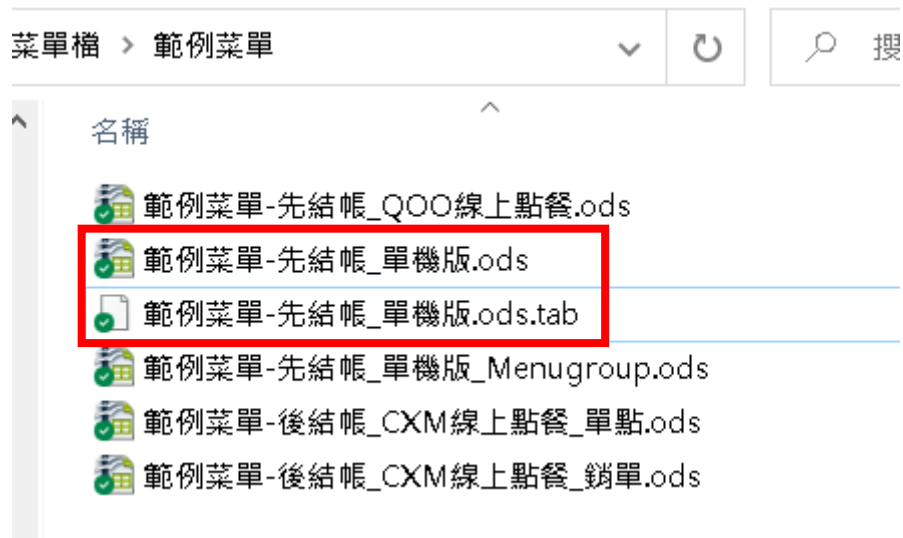 菜單檔 > 範例菜單 搜
名稱
範例菜單-先結帳_QOO線上點餐.ods
範例菜單-先結帳_單機版.ods
範例菜單-先結帳_單機版.ods.tab
範例菜單-先結帳_單機版_Menugroup.ods
範例菜單-後結帳_CXM線上點餐_單點.ods
範例菜單-後結帳_CXM線上點餐_銷單.ods